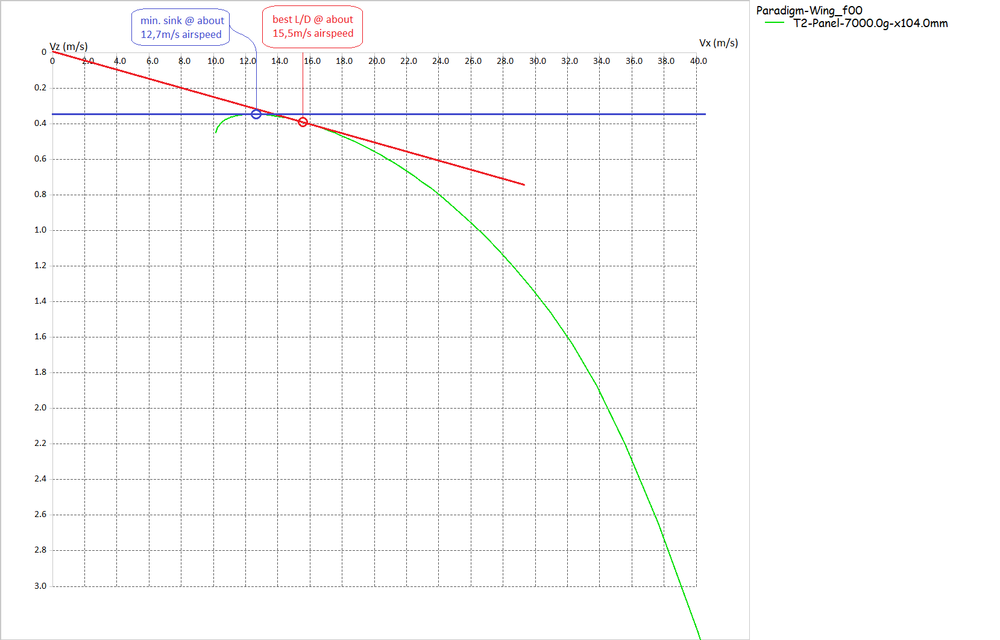 min. sink @ about
12,7m/s airspeed
best L/D @ about
15,5m/s airspeed
Paradigm-Wing_f00
T2-Panel-7000.0g-x104.0mm
Vz (m/s)
Vx (m/s)
0
0 2.0 4.0 6.0 8.0 10.0 12.0 14.0 16.0 18.0 20.0 22.0 24.0 26.0 28.0 30.0 32.0 34.0 36.0 38.0 40.0
0.2
0.4
0.6
0.8
1.0
1.2
1.4
1.6
1.8
2.0
2.2
2.4
2.6
2.8
3.0